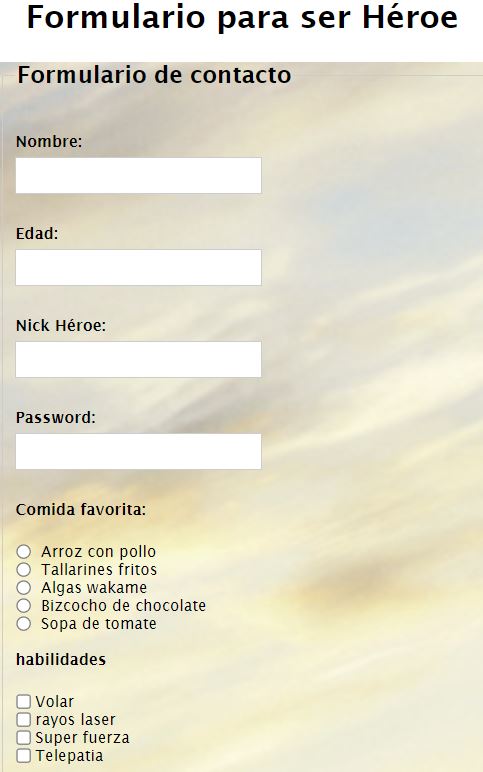 Formulario para ser Héroe
Formulario de contacto
Nombre:
Edad:
Nick Héroe:
Password:
Comida favorita:
Arroz con pollo
Tallarines fritos
Algas wakame
Bizcocho de chocolate
Sopa de tomate
habilidades
Volar
rayos laser
Super fuerza
Telepatia